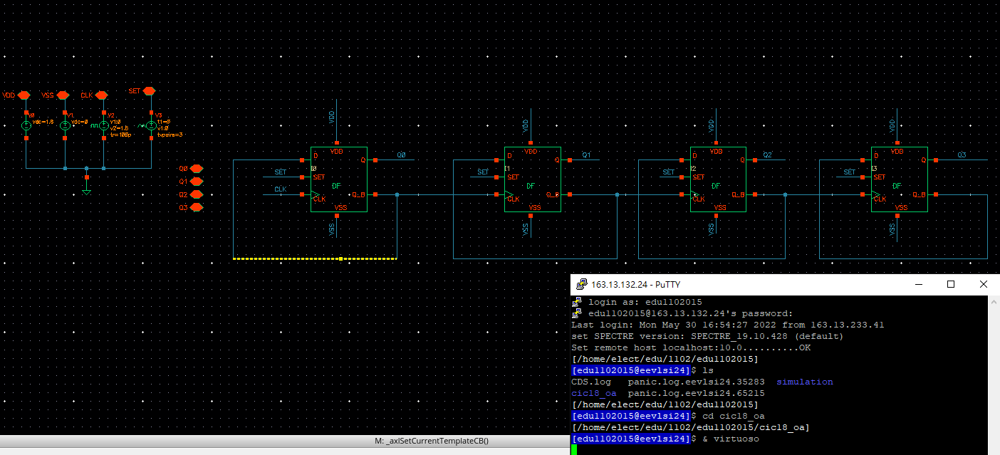 SET
VDD VSS CLK
V0 V1 V2 V3
vdc=1.8 vdc=0 v1:0 t1=0
v2=1.8 v1:0
tr=100p tvpairs=3
VDD VDD VDD VDD
VDD VDD VDD VDD
D Q Q0 D Q Q1 D Q Q2 D Q Q3
Q0 I0 I1 I2 I3
SET SET SET SET SET SET SET SET
Q1 DF DF DF DF
CLK
Q2 Q_B Q_B Q_B Q_B
CLK CLK CLK CLK
Q3 VSS VSS VSS VSS
VSS VSS VSS VSS
163.13.132.24 - PuTTY
login as: edu1102015
edu1102015@163.13.132.24's password:
Last login: Mon May 30 16:54:27 2022 from 163.13.233.41
set SPECTRE version: SPECTRE_19.10.428 (default)
Set remote host localhost:10.0..........OK
[/home/elect/edu/1102/edu1102015]
[edu1102015@eevlsi24]$ ls
CDS.log panic.log.eevlsi24.35283 simulation
cic18_oa panic.log.eevlsi24.65215
[/home/elect/edu/1102/edu1102015]
[edu1102015@eevlsi24]$ cd cic18_oa
[/home/elect/edu/1102/edu1102015/cic18_oa]
[edu1102015@eevlsi24]$ & virtuoso
M: _axlSetCurrentTemplateCB()